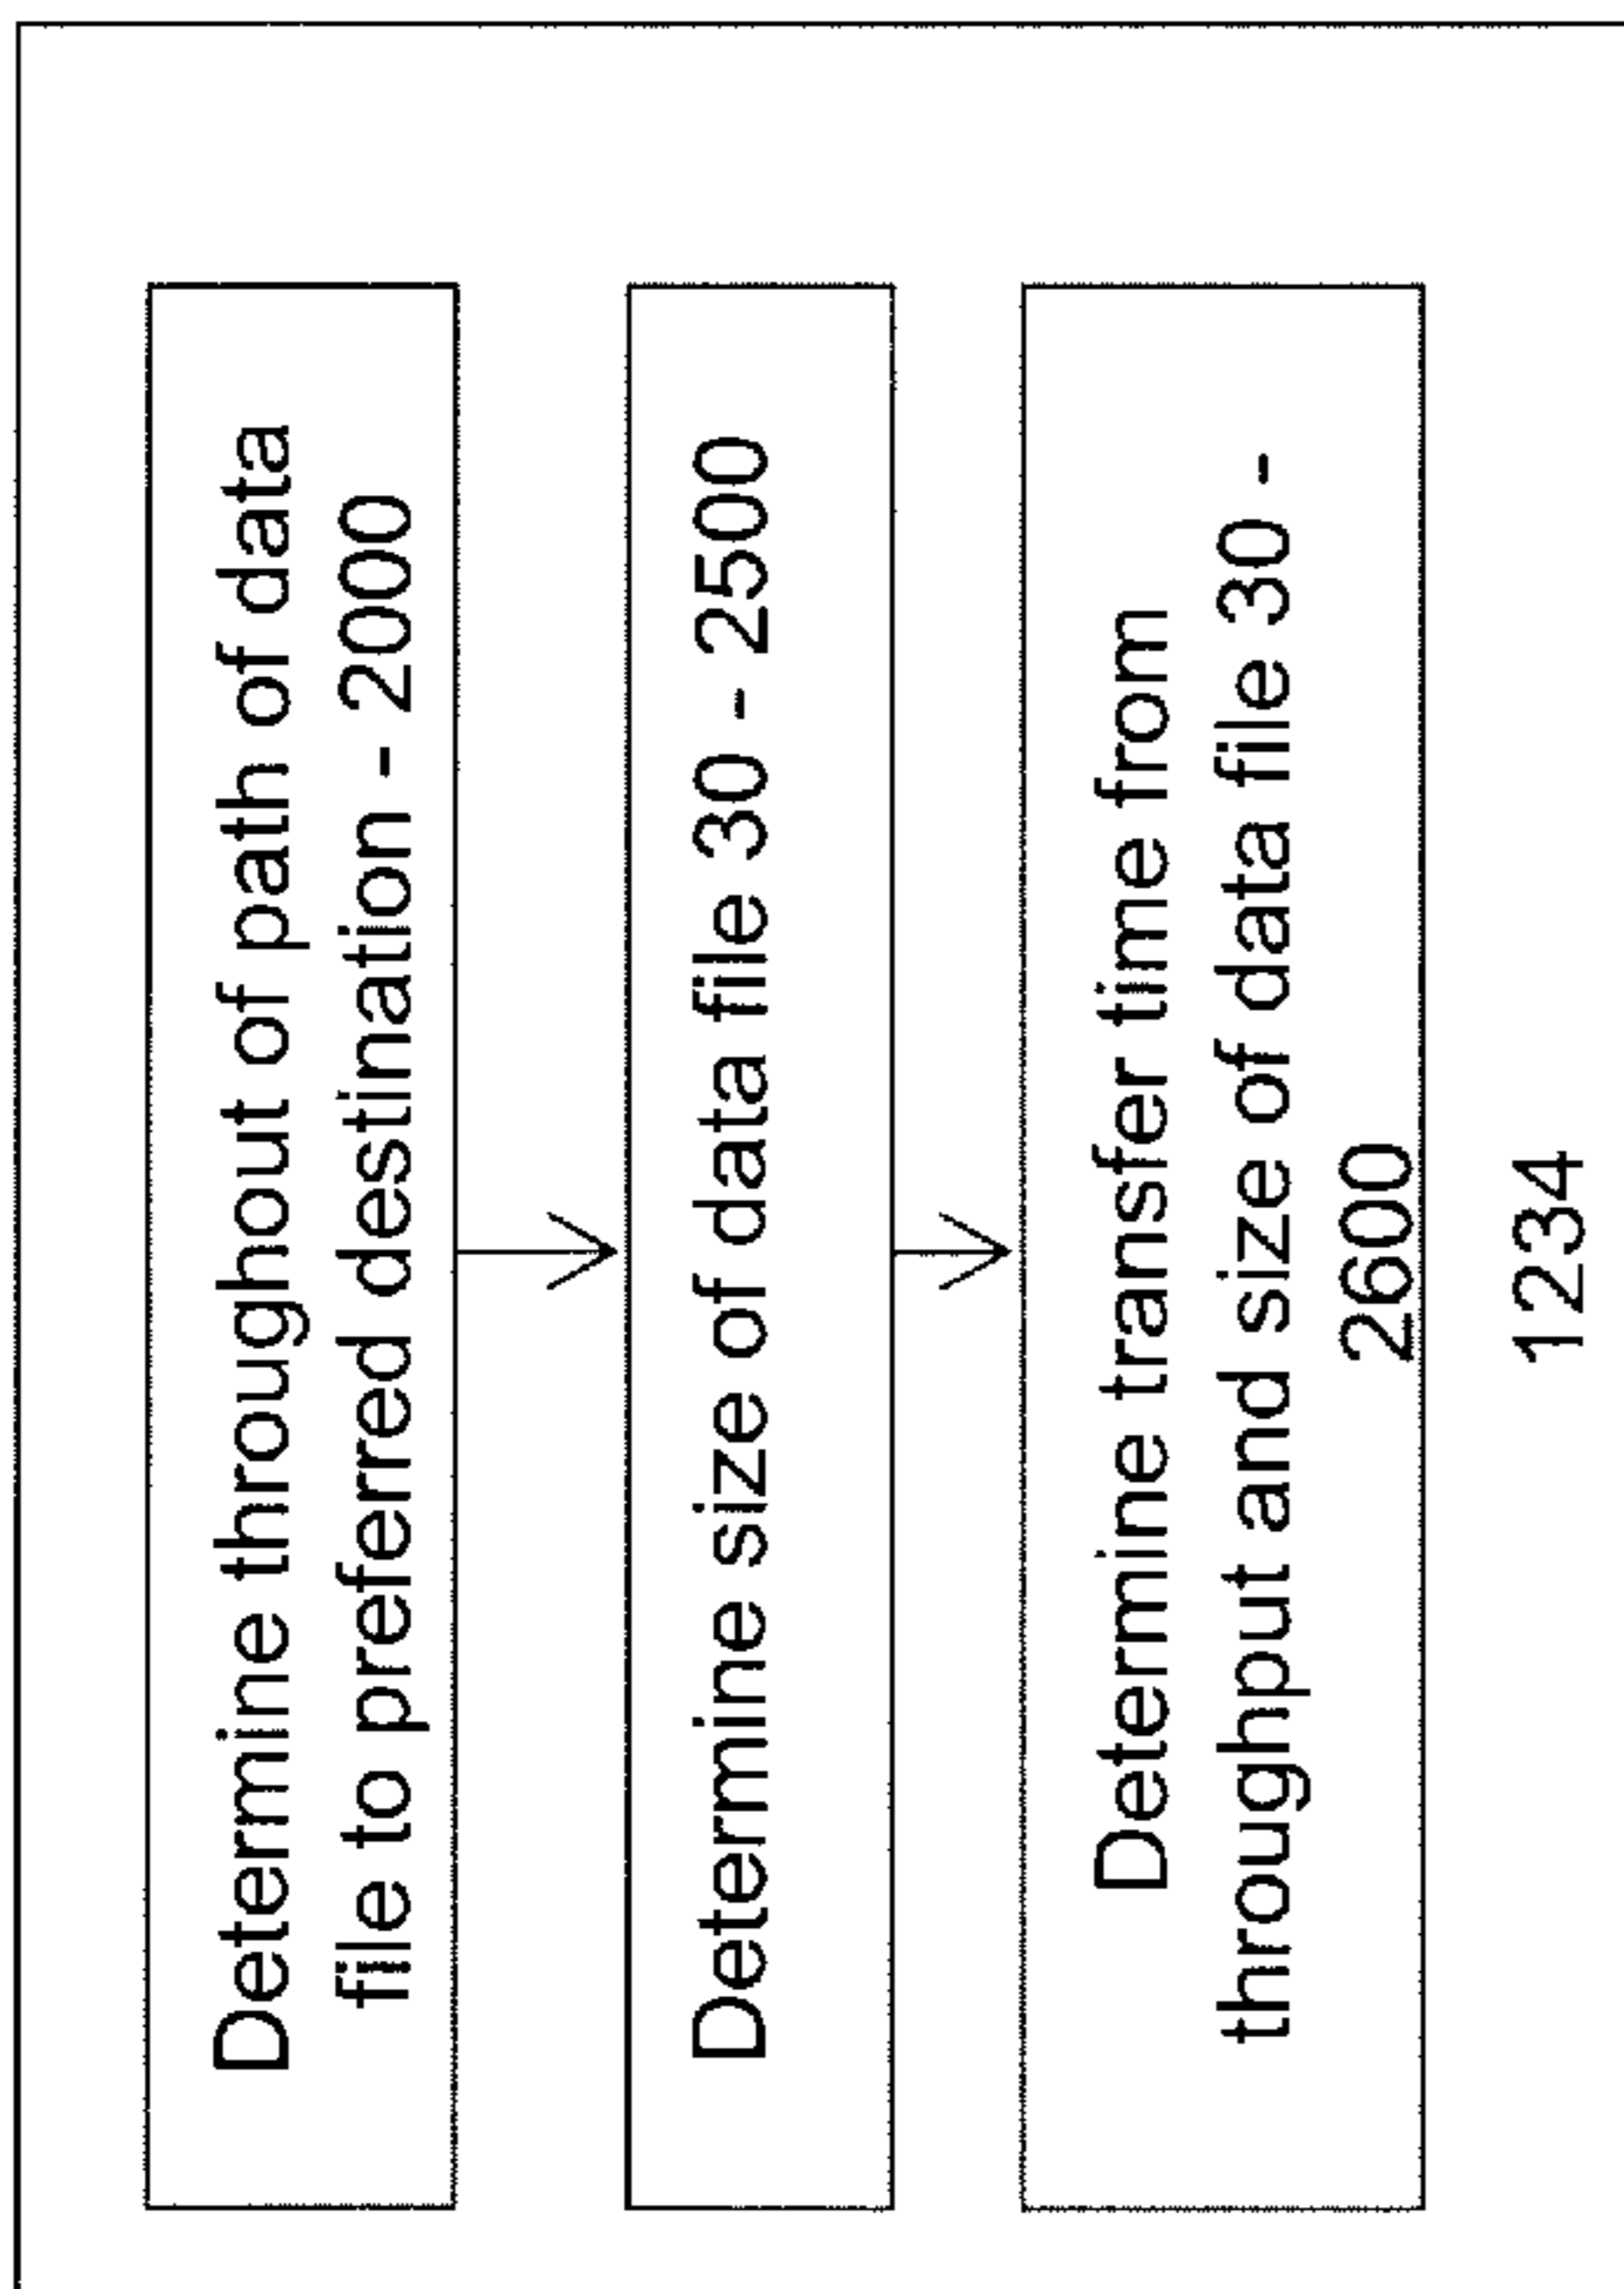 Determine throughout of path of data
file to preferred destination - 2000
Determine size of data file 30 - 2500
Determine transfer time from
throughput and size of data file 30 -
2600
1234